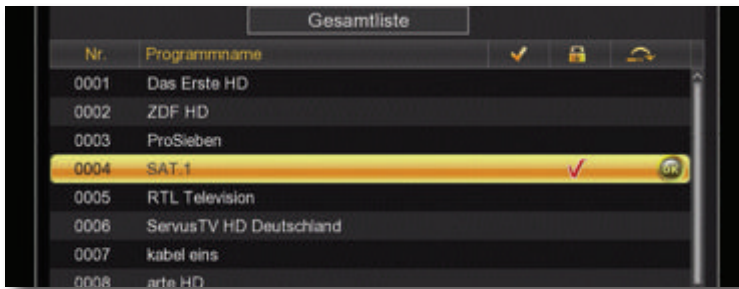 Gesamtliste
Nr. Programmname
0001 Das Erste HD
0002 ZDF HD
0003 ProSieben
0004 SAT.1 OK
0005 RTL Television
0006 ServusTV HD Deutschland
0007 kabel eins
0008 arte HD